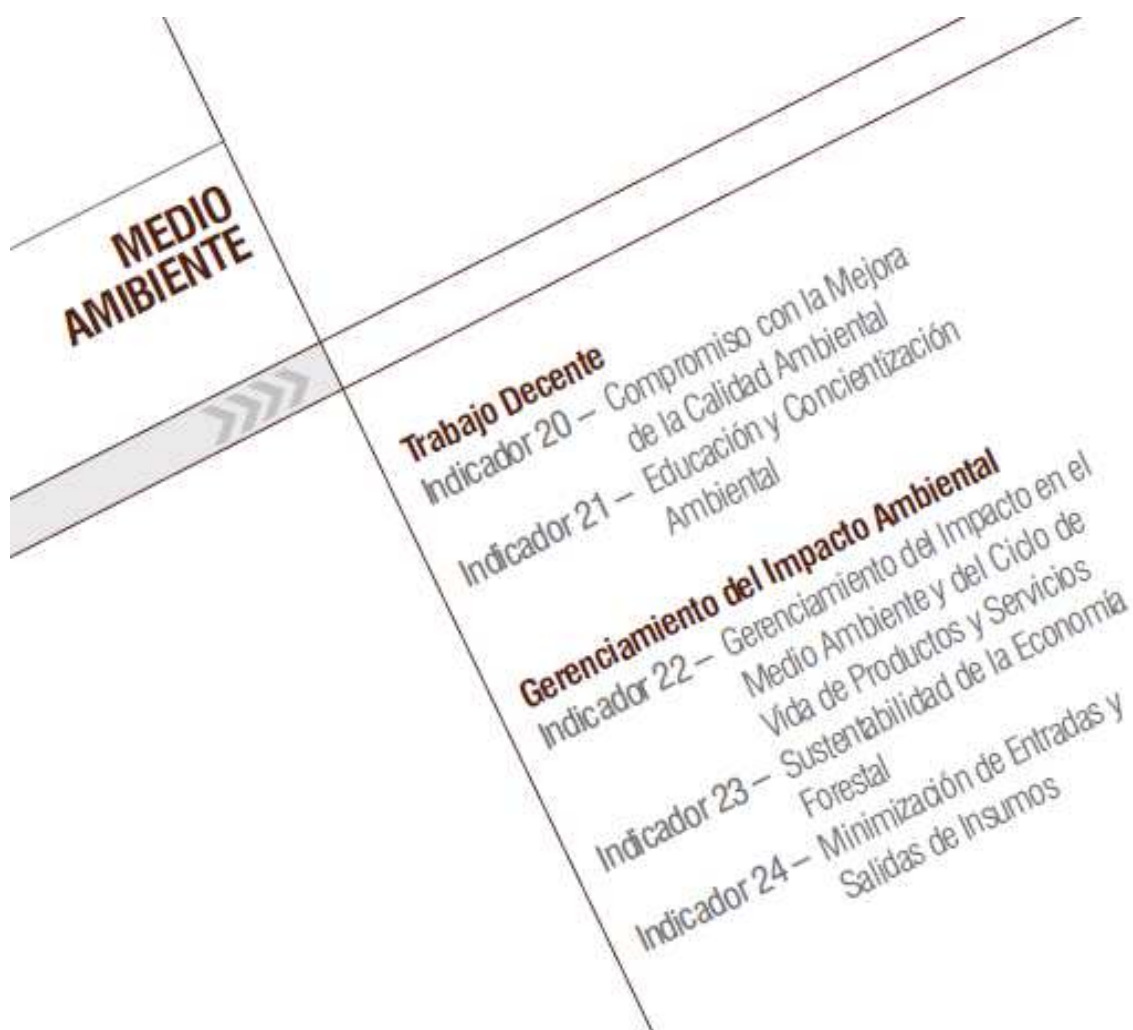 MEDIO
AMIBIENTE
Trabajo Decente
Indicador 20 – Compromiso con la Mejora
de la Calidad Ambiental
Indicador 21 – Educación y Concientización
Ambiental
Gerenciamiento del Impacto Ambiental
Indicador 22 – Gerenciamiento del Impacto en el
Medio Ambiente y del Ciclo de
Vida de Productos y Servicios
Indicador 23 – Sustentabilidad de la Economía
Forestal
Indicador 24 – Minimización de Entradas y
Salidas de Insumos